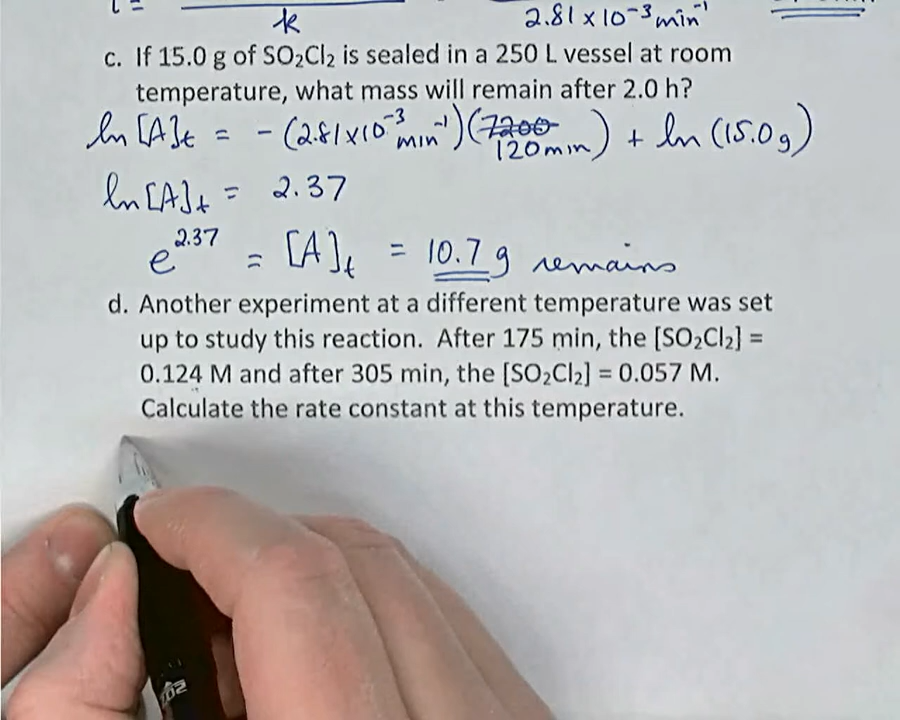 k
2.81 x 10⁻³ min⁻¹
c. If 15.0 g of SO₂Cl₂ is sealed in a 250 L vessel at room
temperature, what mass will remain after 2.0 h?
ln [A]t = - (2.81 x 10⁻³ min⁻¹)(7200 120 min) + ln (15.0 g)
ln [A]t = 2.37
e^2.37 = [A]t = 10.7 g remains
d. Another experiment at a different temperature was set
up to study this reaction. After 175 min, the [SO₂Cl₂] =
0.124 M and after 305 min, the [SO₂Cl₂] = 0.057 M.
Calculate the rate constant at this temperature.